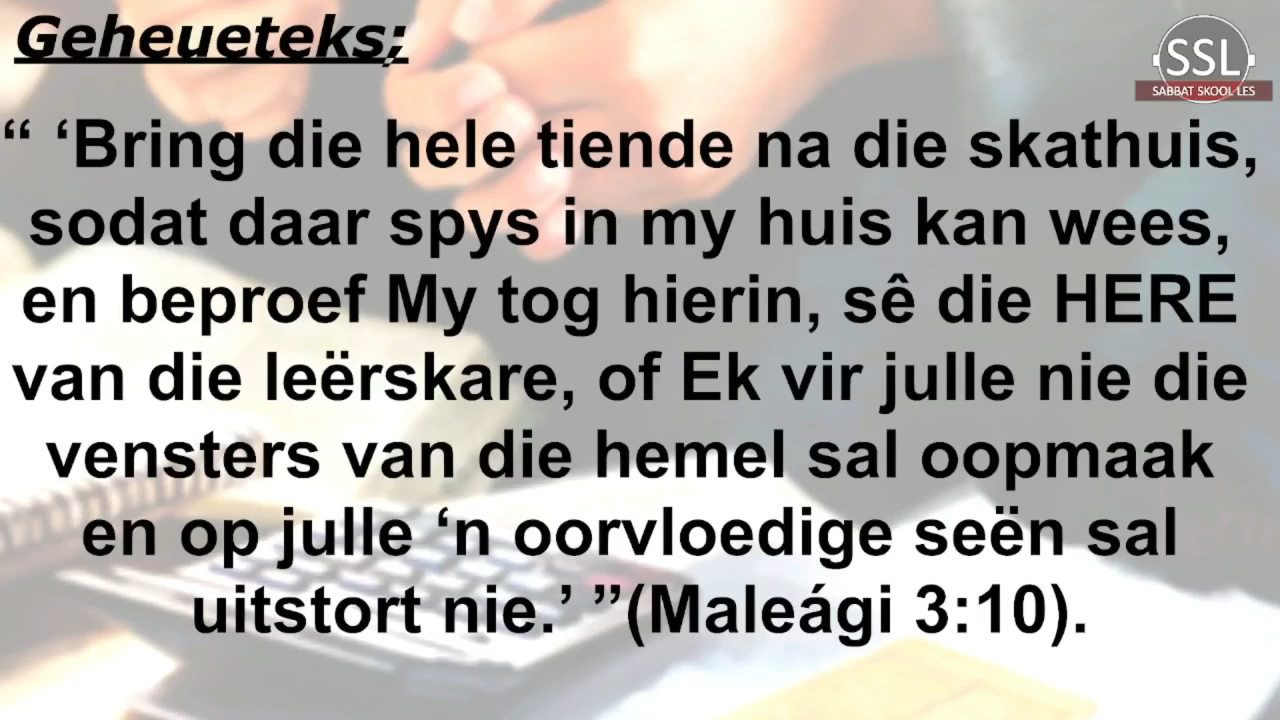 Geheueteks;
SSL
SABBAT SKOOL LES
“ ‘Bring die hele tiende na die skathuis,
sodat daar spys in my huis kan wees,
en beproef My tog hierin, sê die HERE
van die leërskare, of Ek vir julle nie die
vensters van die hemel sal oopmaak
en op julle ‘n oorvloedige seën sal
uitstort nie.’ ”(Maleági 3:10).